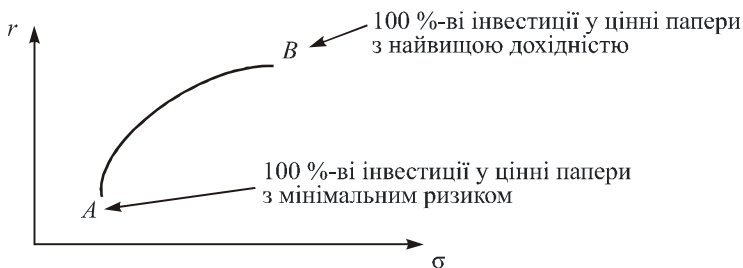 r
B
100 %-ві інвестиції у цінні папери
з найвищою дохідністю
100 %-ві інвестиції у цінні папери
з мінімальним ризиком
A
σ